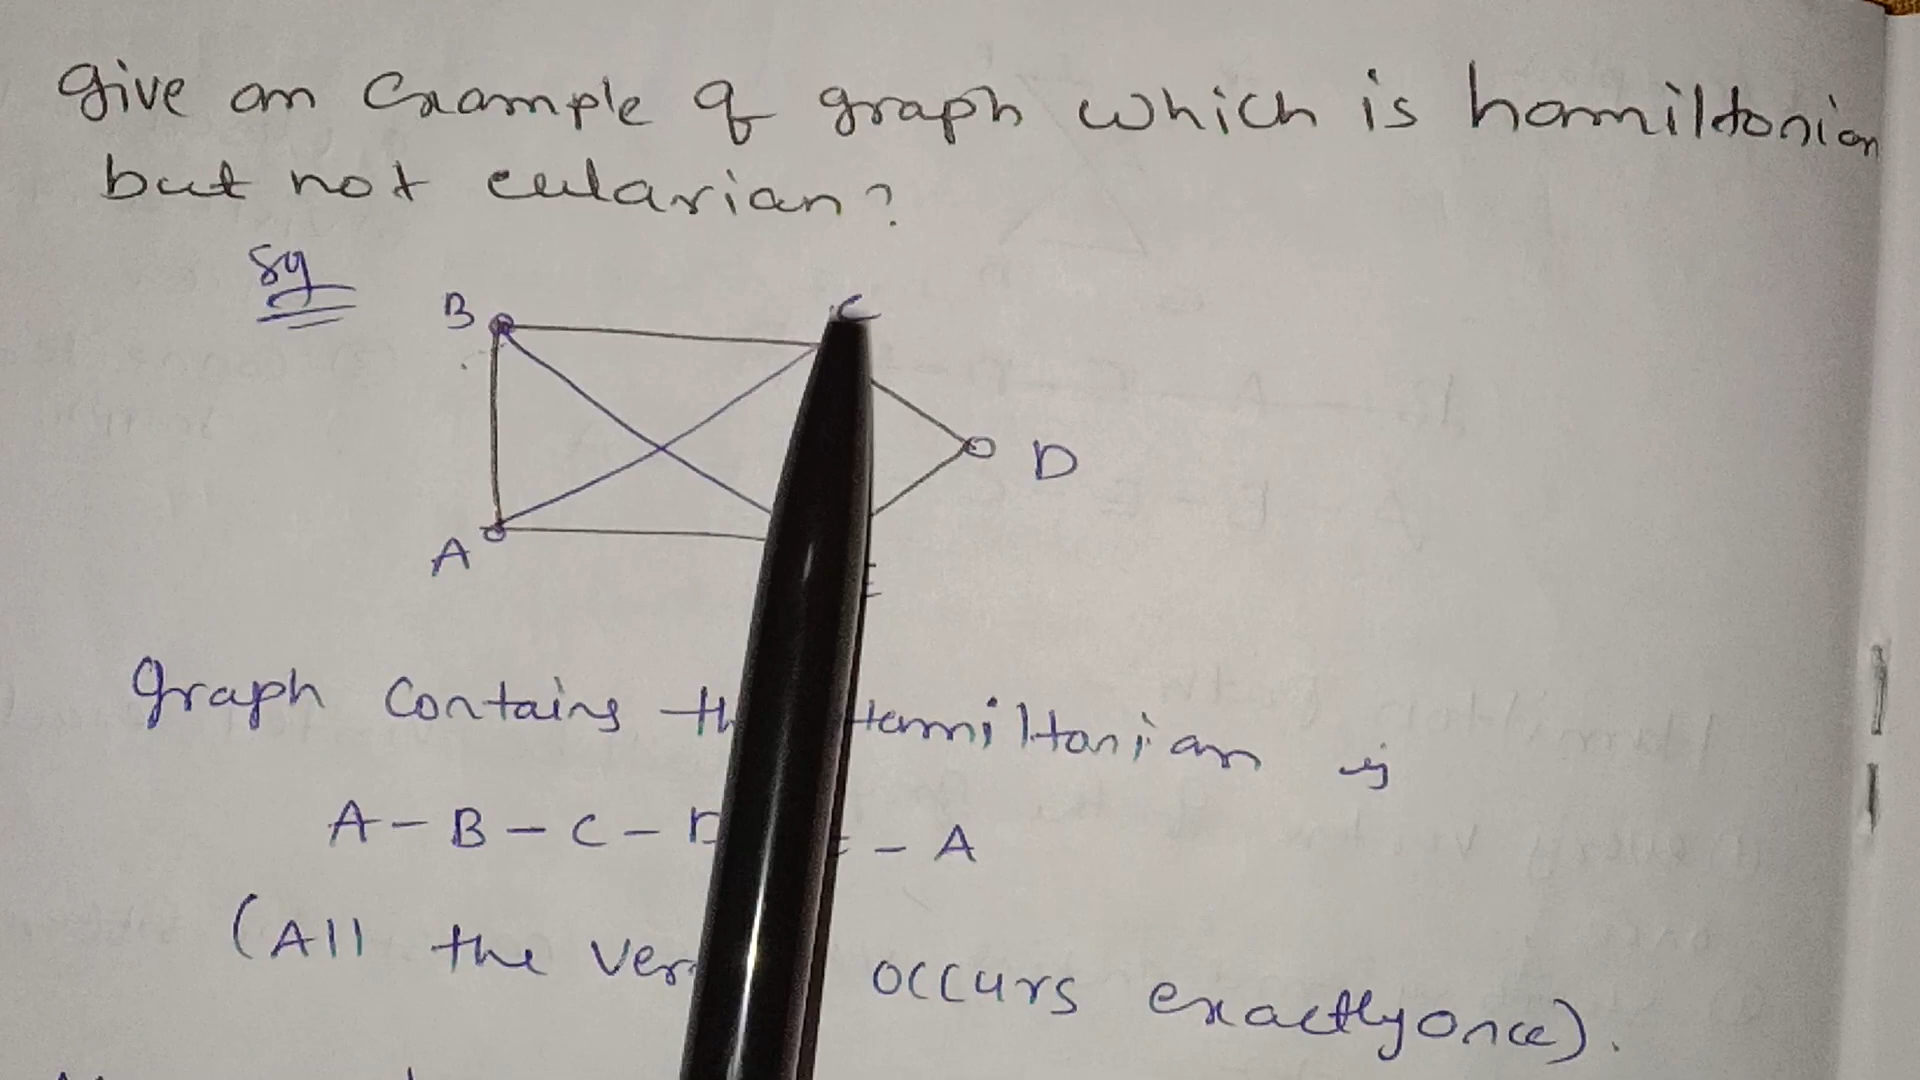 give an example of graph which is hamiltonian
but not eularian?
Sol
B C
D
A
graph contains the Hamiltonian is
A - B - C - D - A
(All the occurs exactly once).